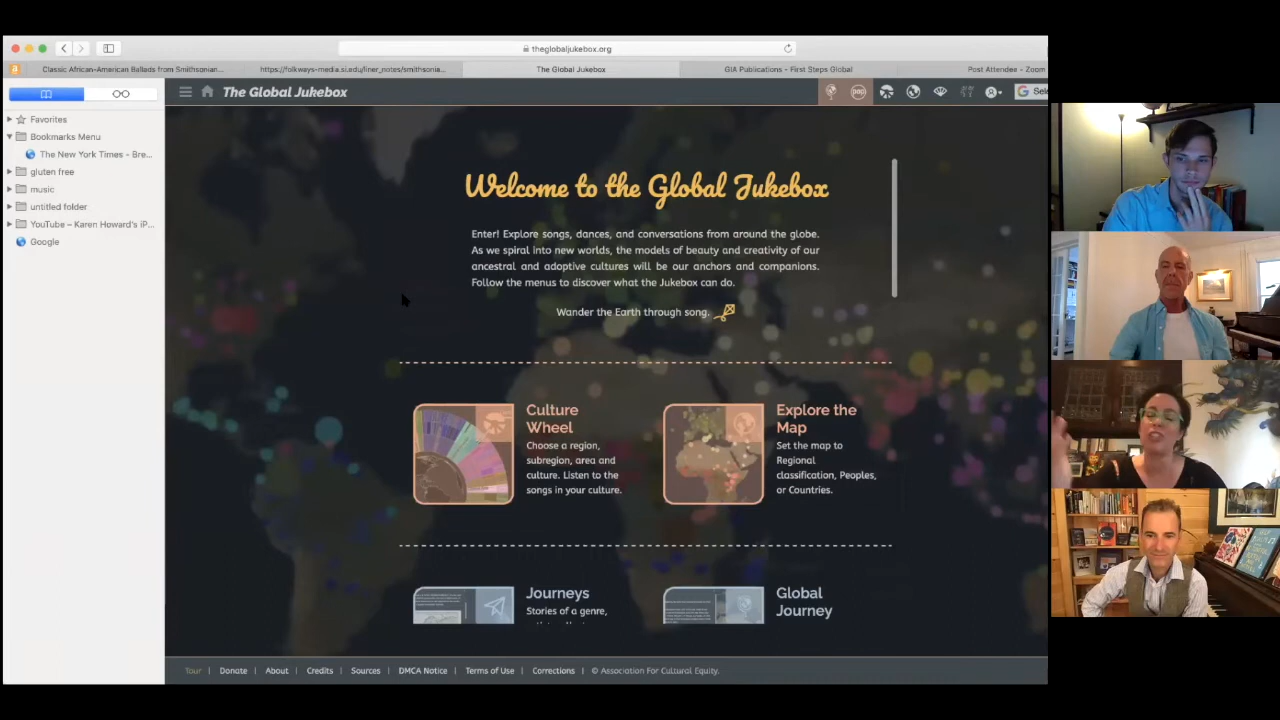 theglobaljukebox.org
Classic African-American Ballads from Smithsonian...
https://folkways-media.si.edu/liner_notes/smithsonia...
The Global Jukebox
GIA Publications - First Steps Global
Post Attendee - Zoom
The Global Jukebox
Sele
Favorites
Bookmarks Menu
The New York Times - Bre...
gluten free
music
untitled folder
YouTube – Karen Howard's iP...
Google
Welcome to the Global Jukebox
Enter! Explore songs, dances, and conversations from around the globe.
As we spiral into new worlds, the models of beauty and creativity of our
ancestral and adoptive cultures will be our anchors and companions.
Follow the menus to discover what the Jukebox can do.
Wander the Earth through song.
Culture
Wheel
Choose a region,
subregion, area and
culture. Listen to the
songs in your culture.
Explore the
Map
Set the map to
Regional
classification, Peoples,
or Countries.
Journeys
Stories of a genre,
Global
Journey
Tour | Donate | About | Credits | Sources | DMCA Notice | Terms of Use | Corrections | © Association For Cultural Equity.